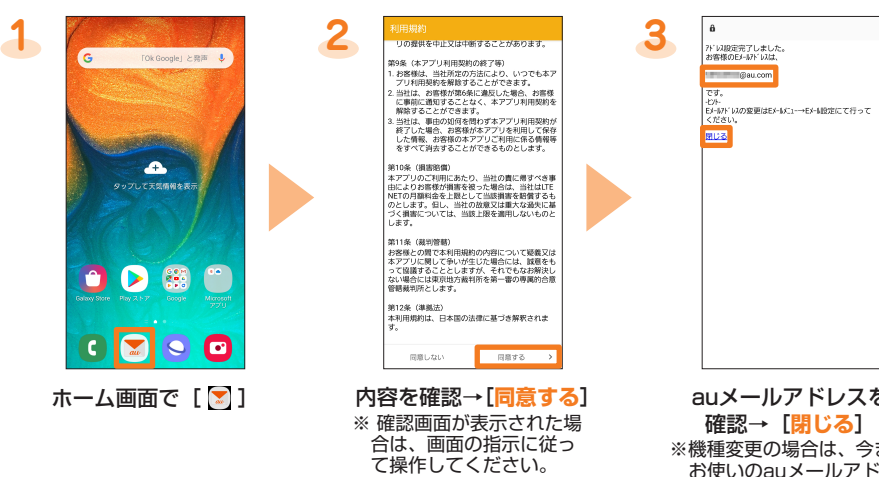 1
「Ok Google」と発声
タップして天気情報を表示
Galaxy Store
Play ストア
Google
Microsoft
アプリ
au
ホーム画面で［ ］
2
利用規約
リの提供を中止又は中断することがあります。
第9条（本アプリ利用契約の終了等）
1. お客様は、当社所定の方法により、いつでも本ア
プリ利用契約を解除することができます。
2. 当社は、お客様が第6条に違反した場合、お客様
に事前に通知することなく、本アプリ利用契約を
解除することができます。
3. 当社は、事由の如何を問わず本アプリ利用契約が
終了した場合、お客様が本アプリを利用して保存
した情報、お客様の本アプリご利用に係る情報等
をすべて消去することができるものとします。
第10条（損害賠償）
本アプリのご利用にあたり、当社の責に帰すべき事
由によりお客様が損害を被った場合は、当社はLTE
NETの月額料金を上限として当該損害を賠償するも
のとします。但し、当社の故意又は重大な過失に基
づく損害については、当該上限を適用しないものと
します。
第11条（裁判管轄）
お客様との間で本利用規約の内容について疑義又は
本アプリに関して争いが生じた場合には、誠意をも
って協議することとしますが、それでもなお解決し
ない場合には東京地方裁判所を第一審の専属的合意
管轄裁判所とします。
第12条（準拠法）
本利用規約は、日本国の法律に基づき解釈されま
す。
同意しない
同意する
内容を確認→[同意する]
※ 確認画面が表示された場
合は、画面の指示に従っ
て操作してください。
3
ｱﾄﾞﾚｽ設定完了しました。
お客様のEﾒｰﾙｱﾄﾞﾚｽは、
@au.com
です。
-ﾋﾝﾄ-
Eﾒｰﾙｱﾄﾞﾚｽの変更はEﾒｰﾙﾒﾆｭｰ→Eﾒｰﾙ設定にて行って
ください。
閉じる
auメールアドレスを
確認→［閉じる］
※機種変更の場合は、今ま
お使いのauメールアド